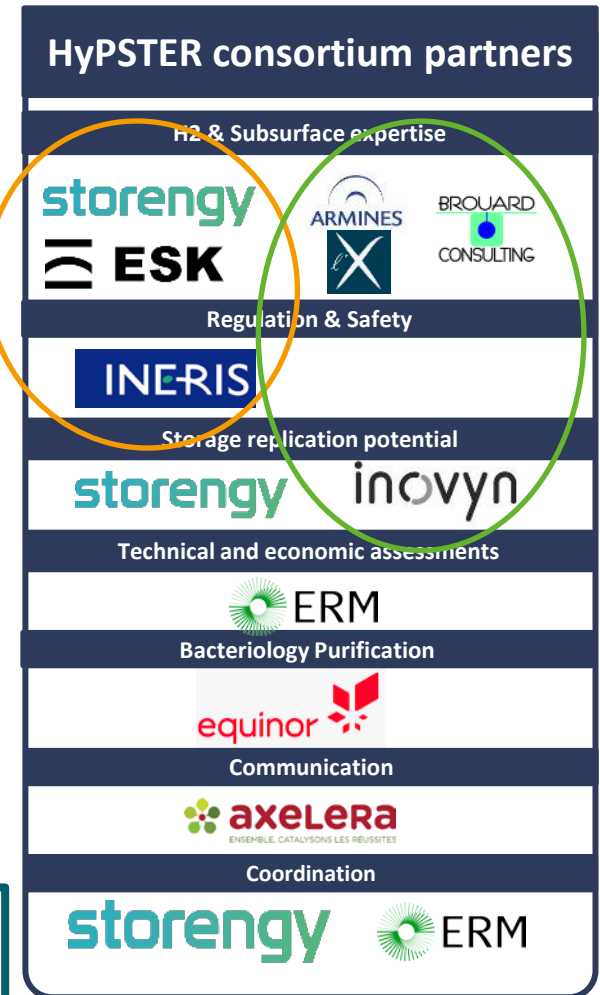 HyPSTER consortium partners
H2 & Subsurface expertise
storengy
ESK
ARMINES
l'X
BROUARD
CONSULTING
Regulation & Safety
INERIS
Storage replication potential
storengy
inovyn
Technical and economic assessments
ERM
Bacteriology Purification
equinor
Communication
axeLeRa
ENSEMBLE, CATALYSONS LES RÉUSSITES
Coordination
storengy
ERM